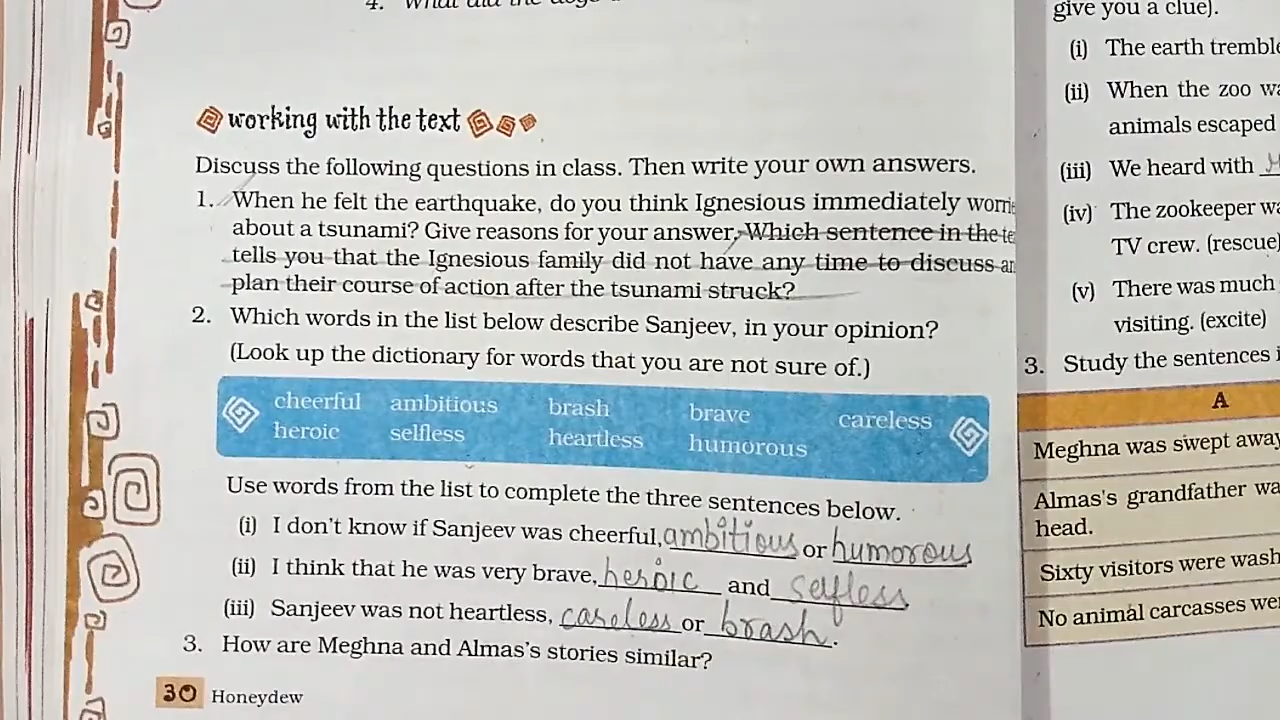 4. What did the dogs
working with the text
Discuss the following questions in class. Then write your own answers.
1. When he felt the earthquake, do you think Ignesious immediately
about a tsunami? Give reasons for your answer. Which sentence in the
tells you that the Ignesious family did not have any time to discuss
plan their course of action after the tsunami struck?
2. Which words in the list below describe Sanjeev, in your opinion?
(Look up the dictionary for words that you are not sure of.)
cheerful ambitious brash brave careless
heroic selfless heartless humorous
Use words from the list to complete the three sentences below.
(i) I don't know if Sanjeev was cheerful, ambitious or humorous
(ii) I think that he was very brave, heroic and selfless
(iii) Sanjeev was not heartless, careless or brash.
3. How are Meghna and Almas's stories similar?
30 Honeydew
give you a clue).
(i) The earth
(ii) When the zoo
animals escaped
(iii) We heard with
(iv) The zookeeper
TV crew. (rescue)
(v) There was much
visiting. (excite)
3. Study the sentences
A
Meghna was swept away
Almas's grandfather
head.
Sixty visitors were
No animal carcasses